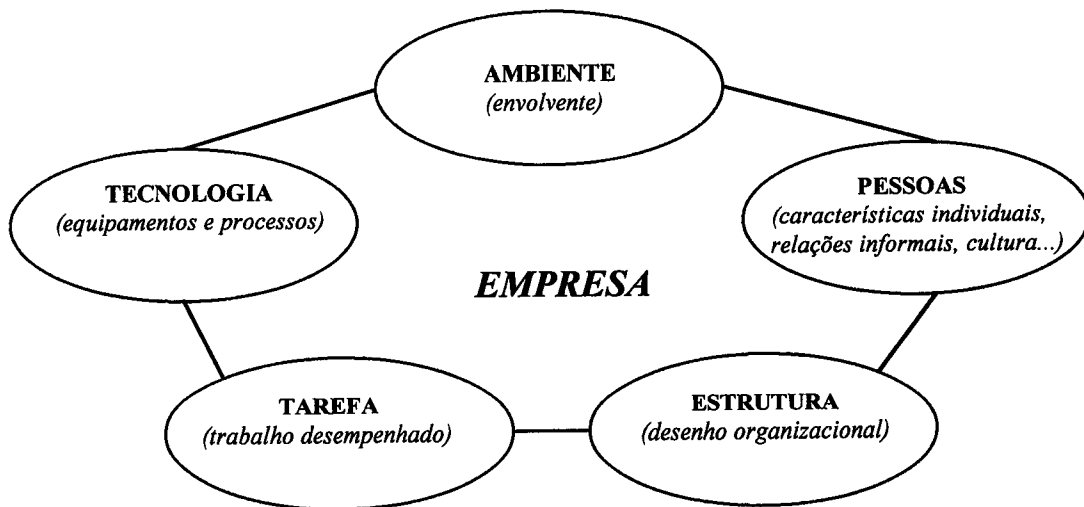 AMBIENTE
(envolvente)
TECNOLOGIA
(equipamentos e processos)
PESSOAS
(características individuais,
relações informais, cultura...)
EMPRESA
TAREFA
(trabalho desempenhado)
ESTRUTURA
(desenho organizacional)